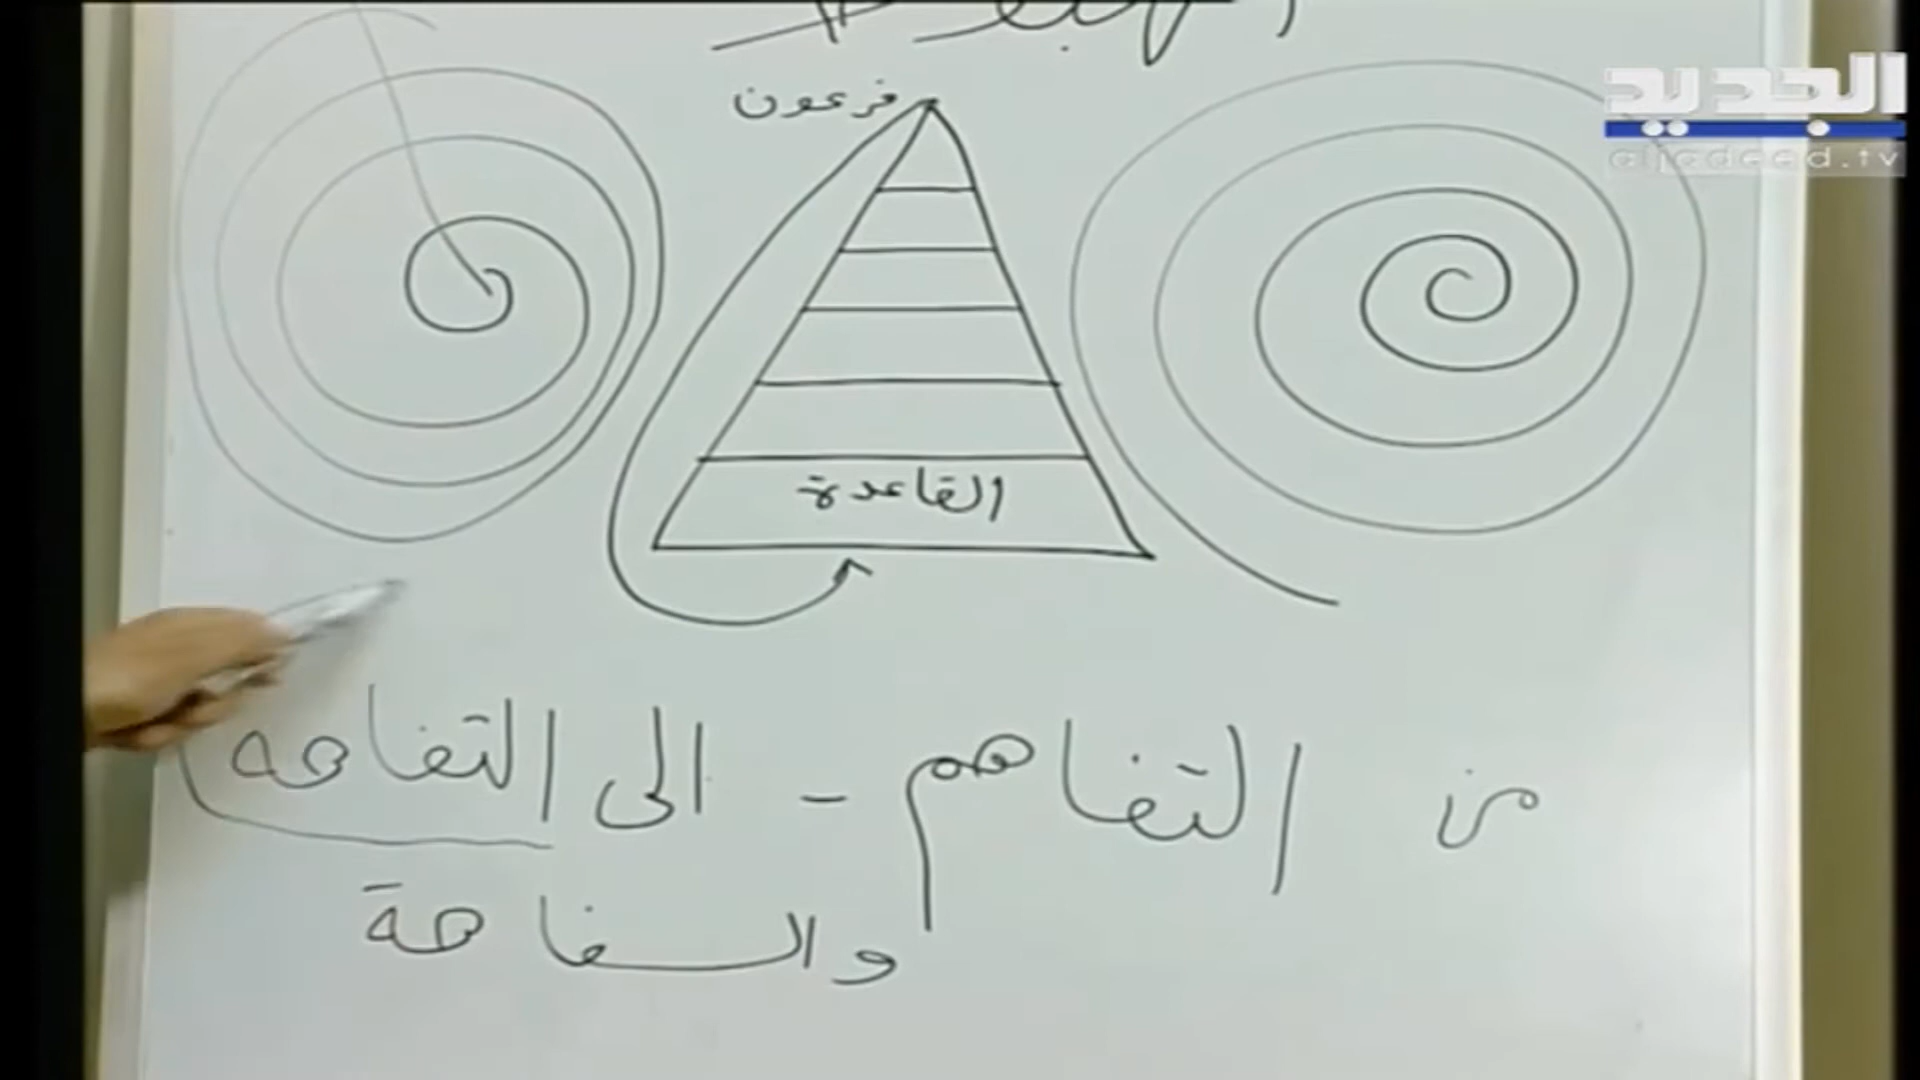 الجديد
aljadeed.tv
فرعون
القاعدة
من التفاهم - الى التفاهه
والسفاهة